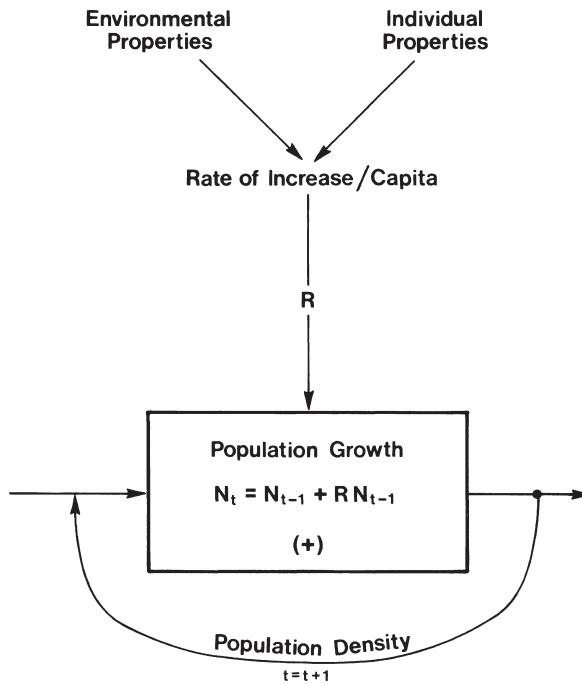 Environmental
Properties
Individual
Properties
Rate of Increase/Capita
R
Population Growth
Nₜ = Nₜ₋₁ + R Nₜ₋₁
(+)
Population Density
t=t+1